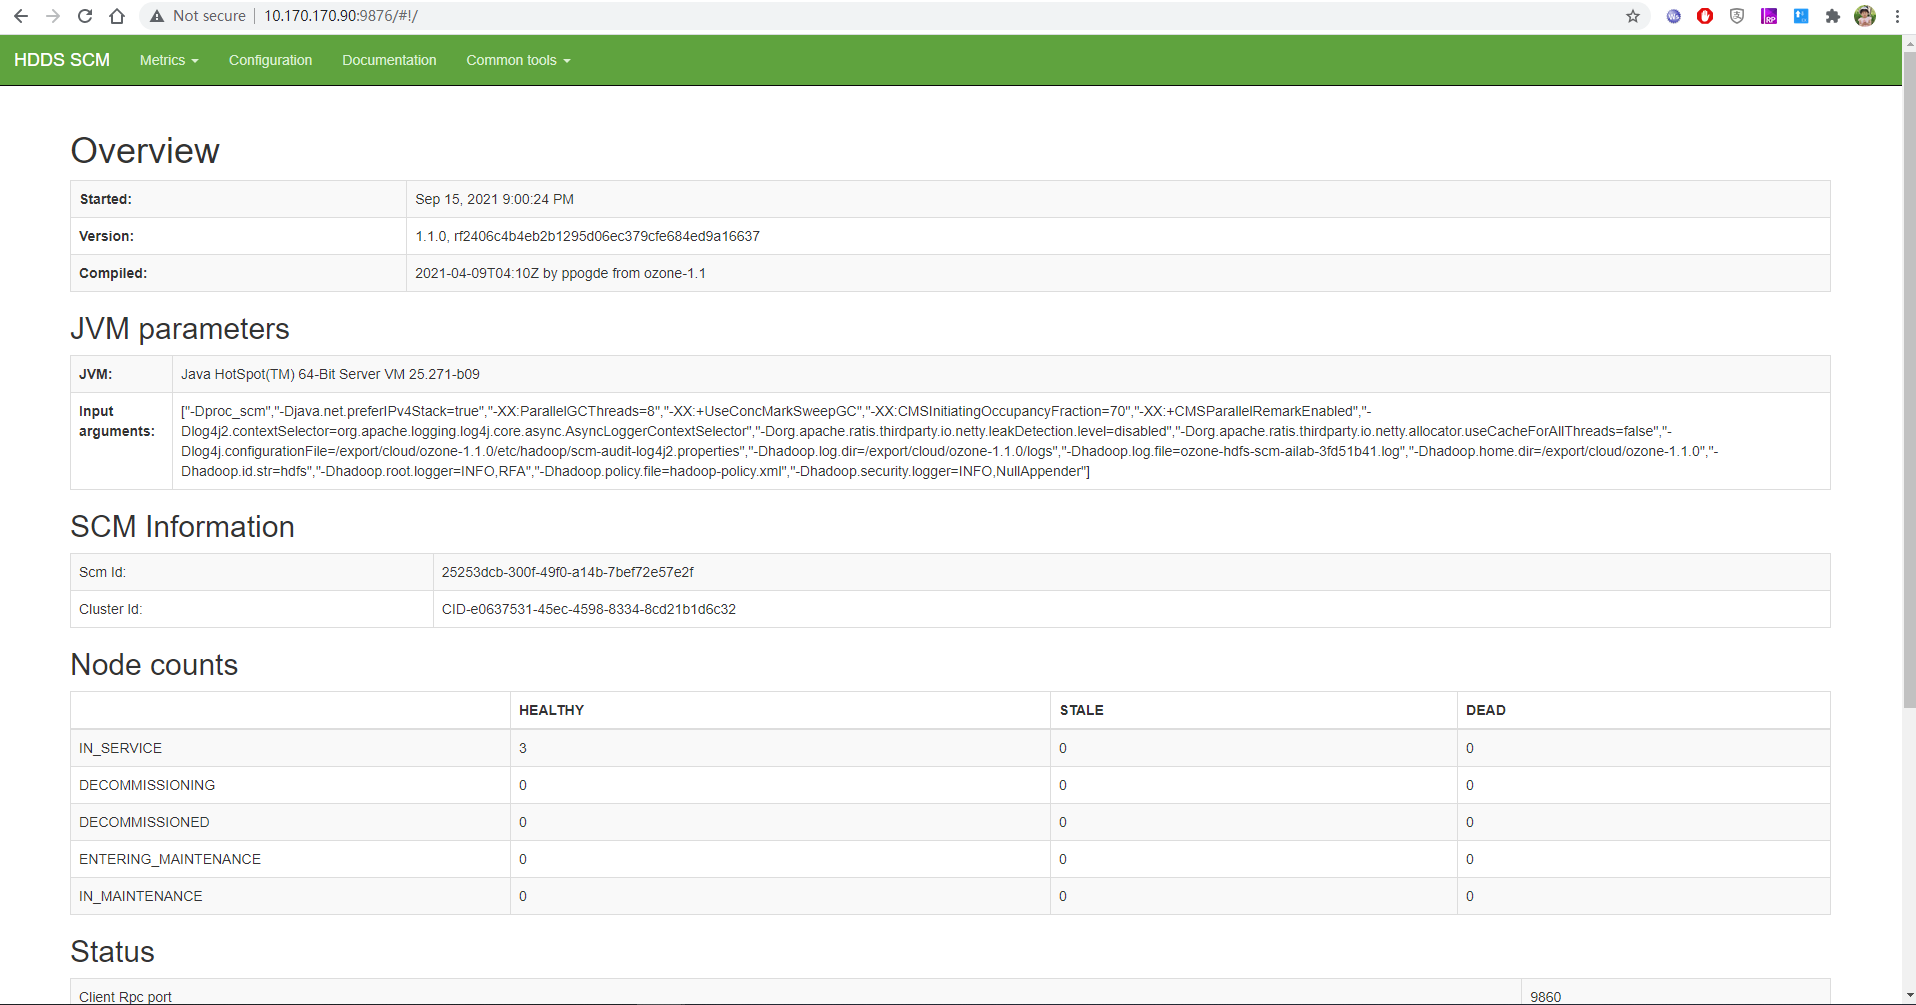 Not secure 10.170.170.90:9876/#!/
HDDS SCM Metrics Configuration Documentation Common tools
Overview
Started: Sep 15, 2021 9:00:24 PM
Version: 1.1.0, rf2406c4b4eb2b1295d06ec379cfe684ed9a16637
Compiled: 2021-04-09T04:10Z by ppogde from ozone-1.1
JVM parameters
JVM: Java HotSpot(TM) 64-Bit Server VM 25.271-b09
Input arguments: ["-Dproc_scm","-Djava.net.preferIPv4Stack=true","-XX:ParallelGCThreads=8","-XX:+UseConcMarkSweepGC","-XX:CMSInitiatingOccupancyFraction=70","-XX:+CMSParallelRemarkEnabled","-
Dlog4j2.contextSelector=org.apache.logging.log4j.core.async.AsyncLoggerContextSelector","-Dorg.apache.ratis.thirdparty.io.netty.leakDetection.level=disabled","-Dorg.apache.ratis.thirdparty.io.netty.allocator.useCacheForAllThreads=false","-
Dlog4j.configurationFile=/export/cloud/ozone-1.1.0/etc/hadoop/scm-audit-log4j2.properties","-Dhadoop.log.dir=/export/cloud/ozone-1.1.0/logs","-Dhadoop.log.file=ozone-hdfs-scm-ailab-3fd51b41.log","-Dhadoop.home.dir=/export/cloud/ozone-1.1.0","-
Dhadoop.id.str=hdfs","-Dhadoop.root.logger=INFO,RFA","-Dhadoop.policy.file=hadoop-policy.xml","-Dhadoop.security.logger=INFO,NullAppender"]
SCM Information
Scm Id: 25253dcb-300f-49f0-a14b-7bef72e57e2f
Cluster Id: CID-e0637531-45ec-4598-8334-8cd21b1d6c32
Node counts
HEALTHY STALE DEAD
IN_SERVICE 3 0 0
DECOMMISSIONING 0 0 0
DECOMMISSIONED 0 0 0
ENTERING_MAINTENANCE 0 0 0
IN_MAINTENANCE 0 0 0
Status
Client Rpc port 9860